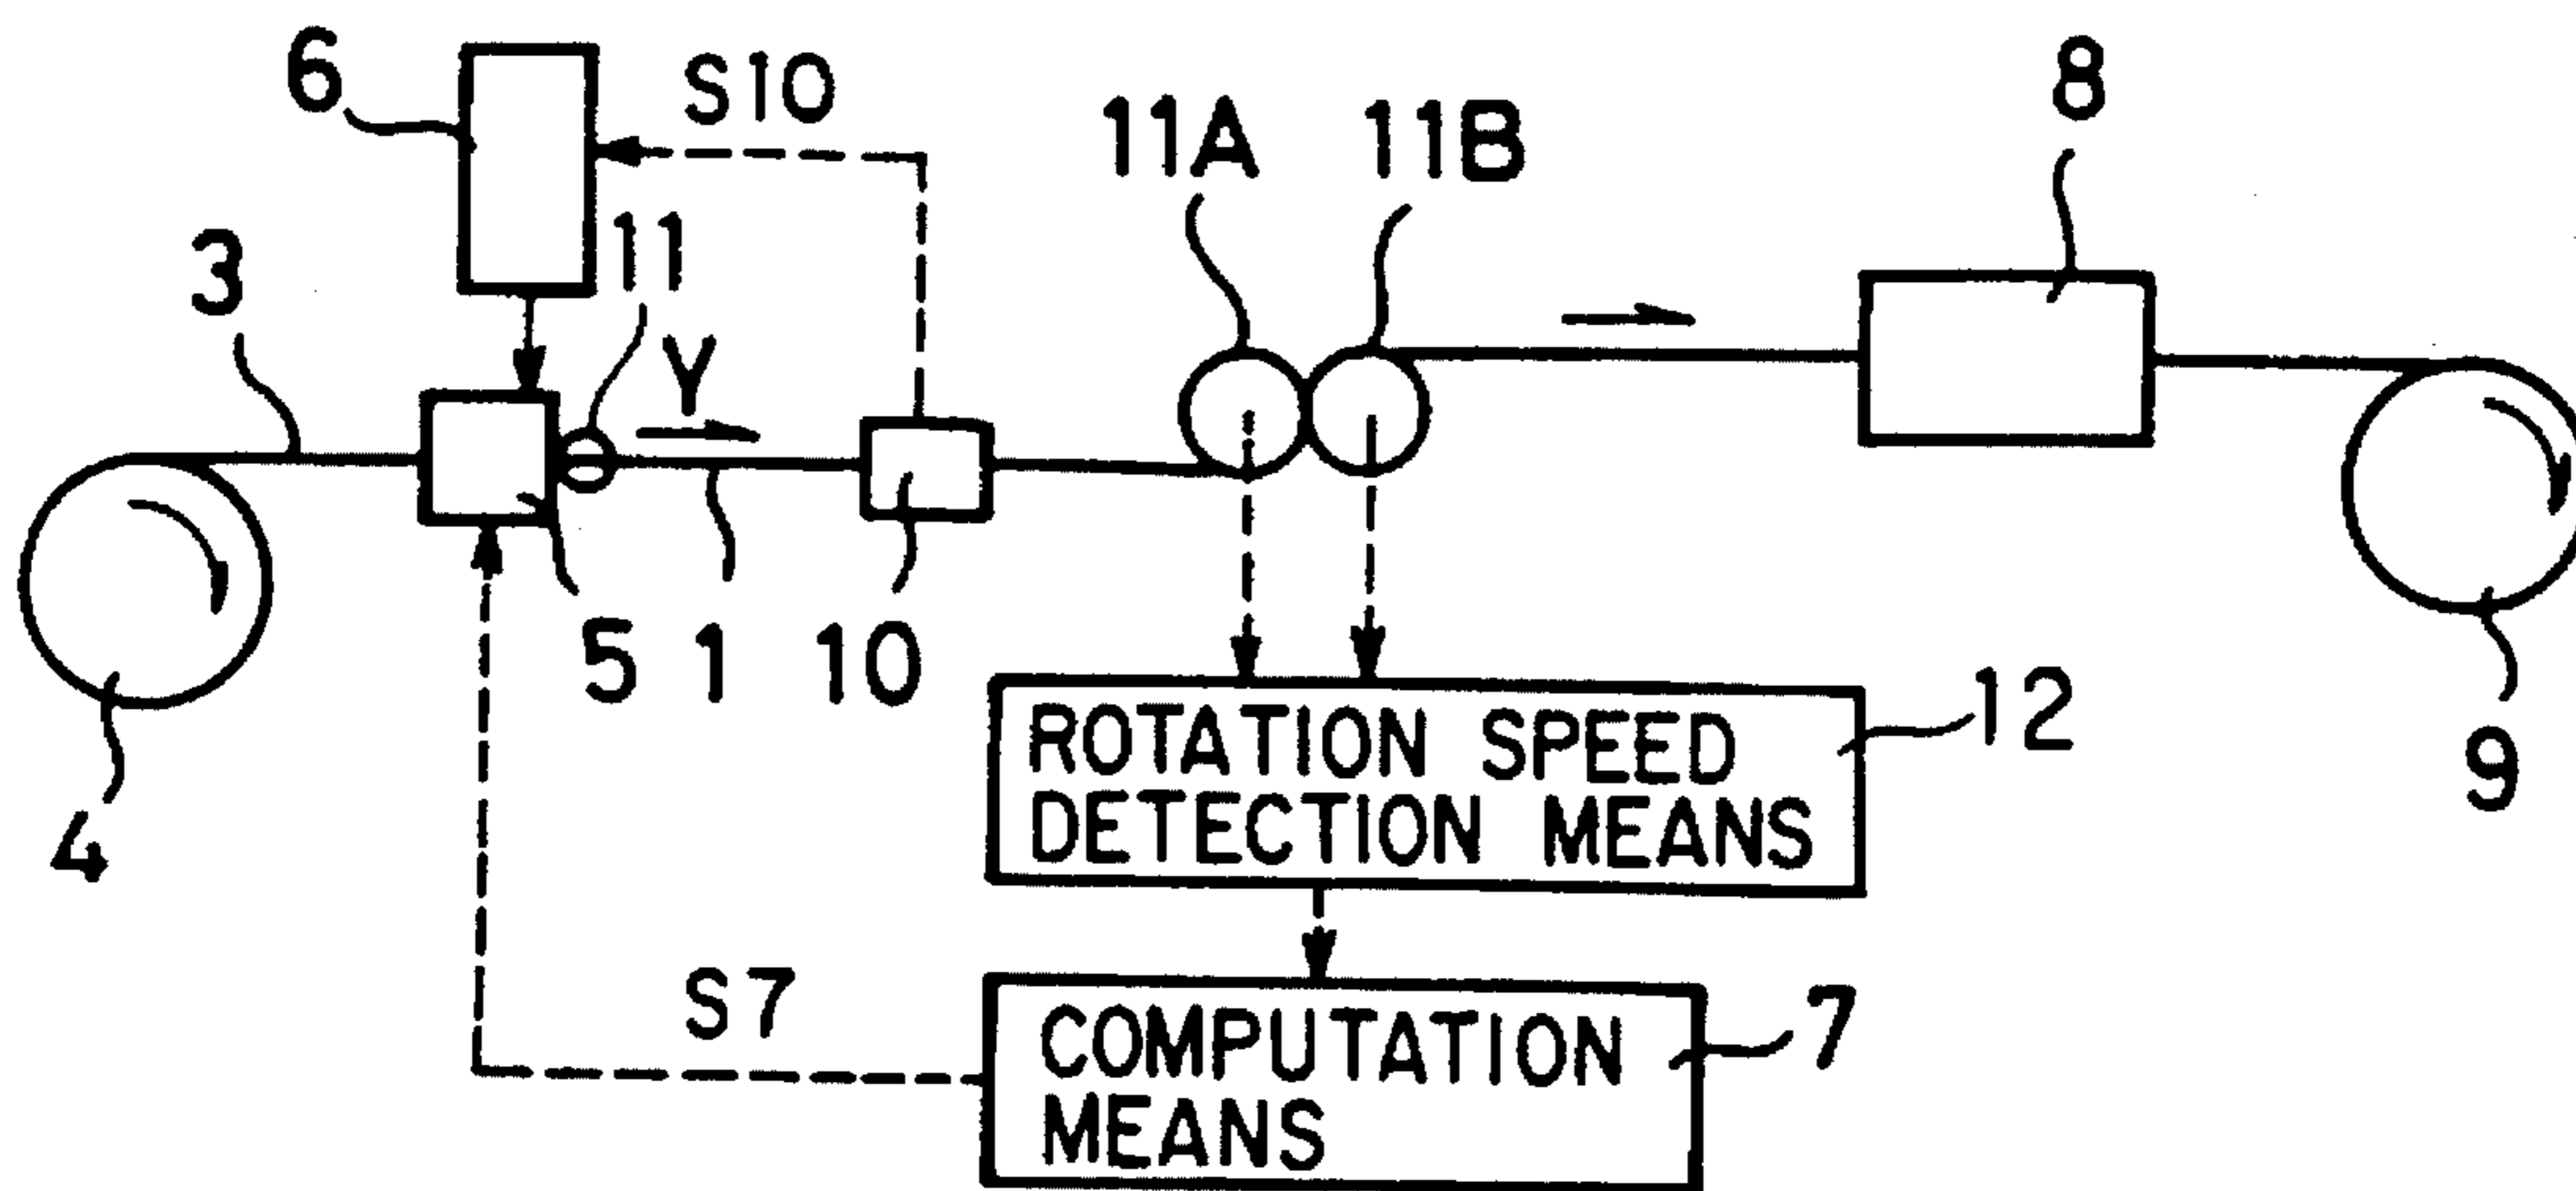 6
S10
11A
11B
8
3
11
Y
5
1
10
4
12
ROTATION SPEED
DETECTION MEANS
9
S7
7
COMPUTATION
MEANS